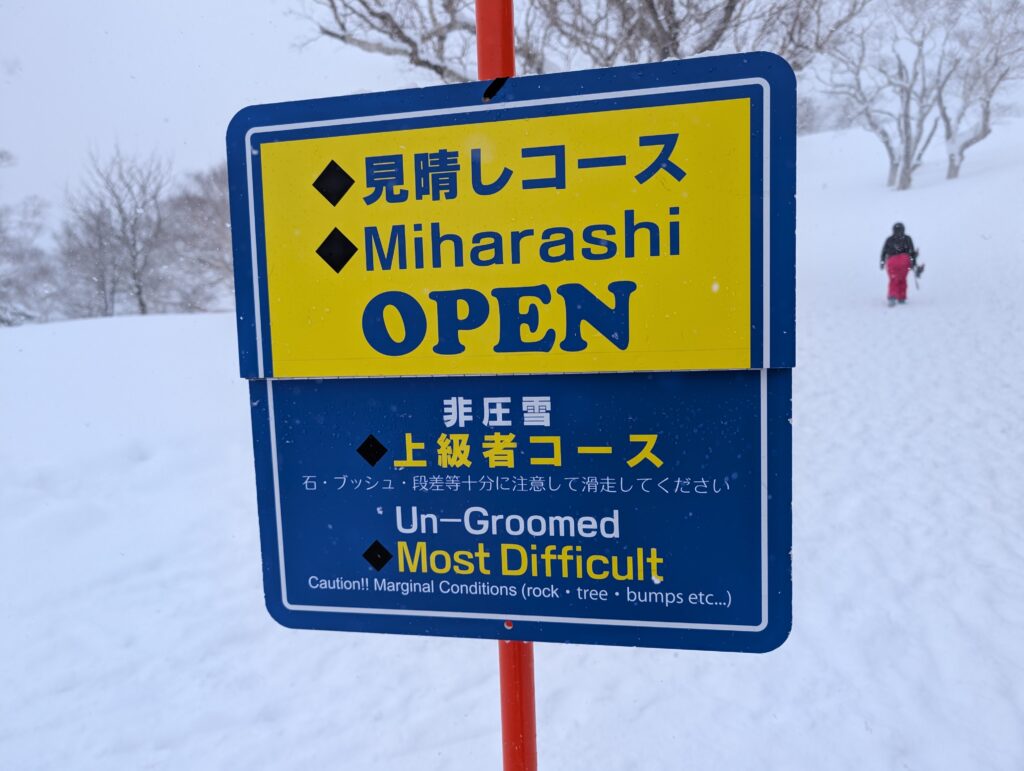 ◆見晴しコース
◆Miharashi
OPEN
非圧雪
◆上級者コース
石・ブッシュ・段差等十分に注意して滑走してください
Un-Groomed
◆Most Difficult
Caution!! Marginal Conditions (rock・tree・bumps etc...)